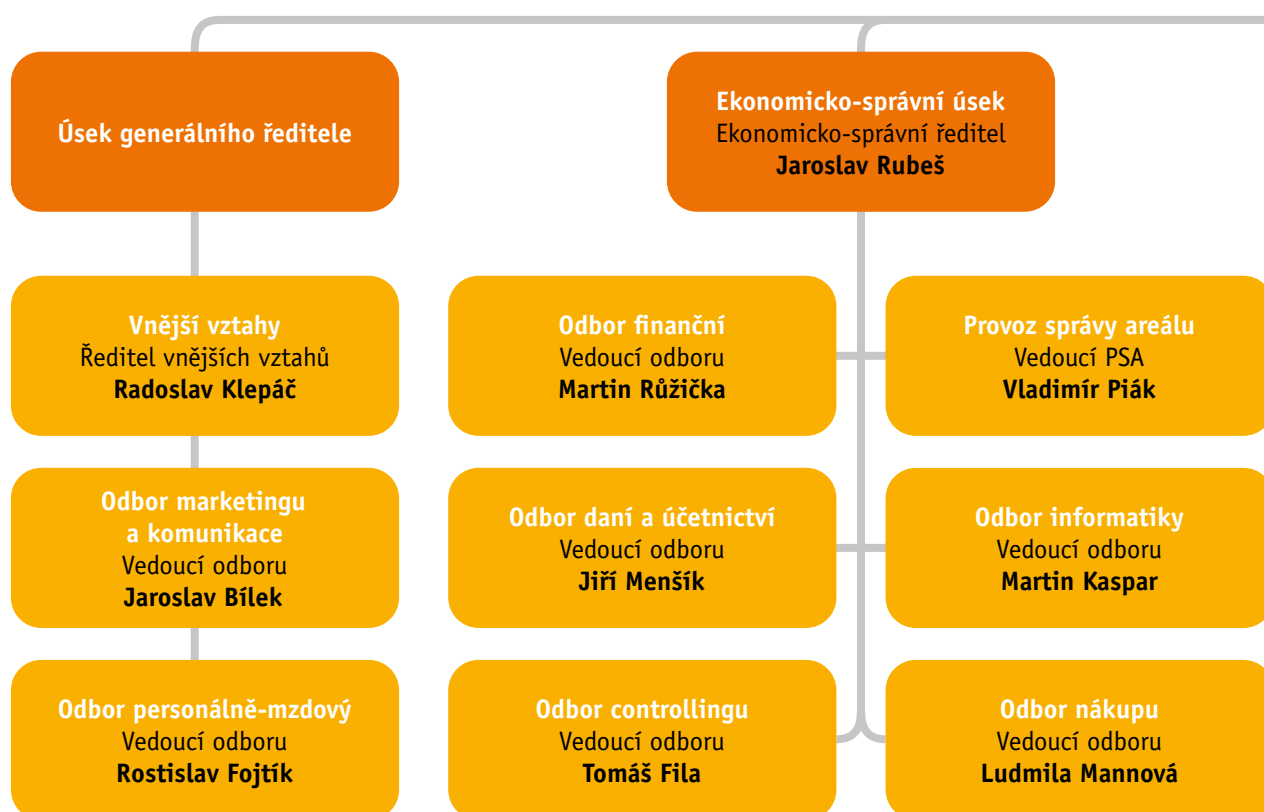 Úsek generálního ředitele
Ekonomicko-správní úsek
Ekonomicko-správní ředitel
Jaroslav Rubeš
Vnější vztahy
Ředitel vnějších vztahů
Radoslav Klepáč
Odbor finanční
Vedoucí odboru
Martin Růžička
Provoz správy areálu
Vedoucí PSA
Vladimír Piák
Odbor marketingu
a komunikace
Vedoucí odboru
Jaroslav Bílek
Odbor daní a účetnictví
Vedoucí odboru
Jiří Menšík
Odbor informatiky
Vedoucí odboru
Martin Kaspar
Odbor personálně-mzdový
Vedoucí odboru
Rostislav Fojtík
Odbor controllingu
Vedoucí odboru
Tomáš Fila
Odbor nákupu
Vedoucí odboru
Ludmila Mannová